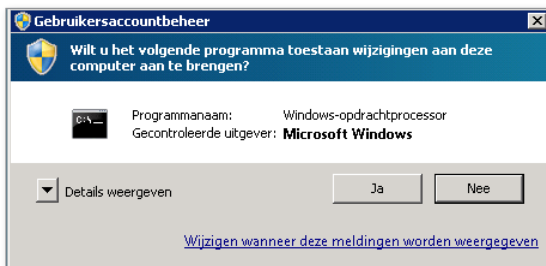 Gebruikersaccountbeheer
Wilt u het volgende programma toestaan wijzigingen aan deze
computer aan te brengen?
C:\_
Programmanaam: Windows-opdrachtprocessor
Gecontroleerde uitgever: Microsoft Windows
Details weergeven
Ja
Nee
Wijzigen wanneer deze meldingen worden weergegeven